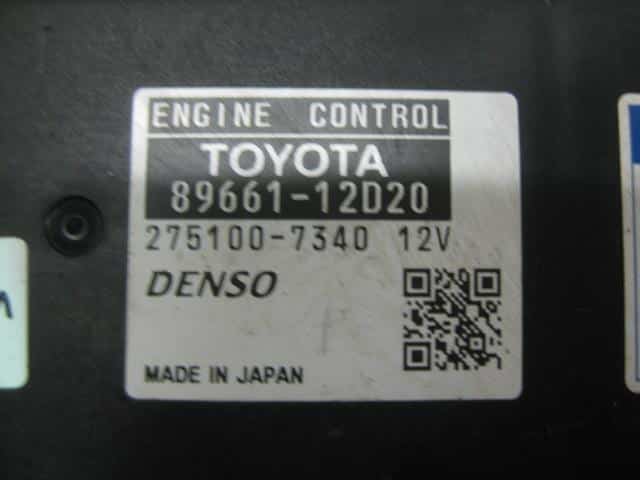 ENGINE CONTROL
TOYOTA
89661-12D20
275100-7340 12V
DENSO
MADE IN JAPAN